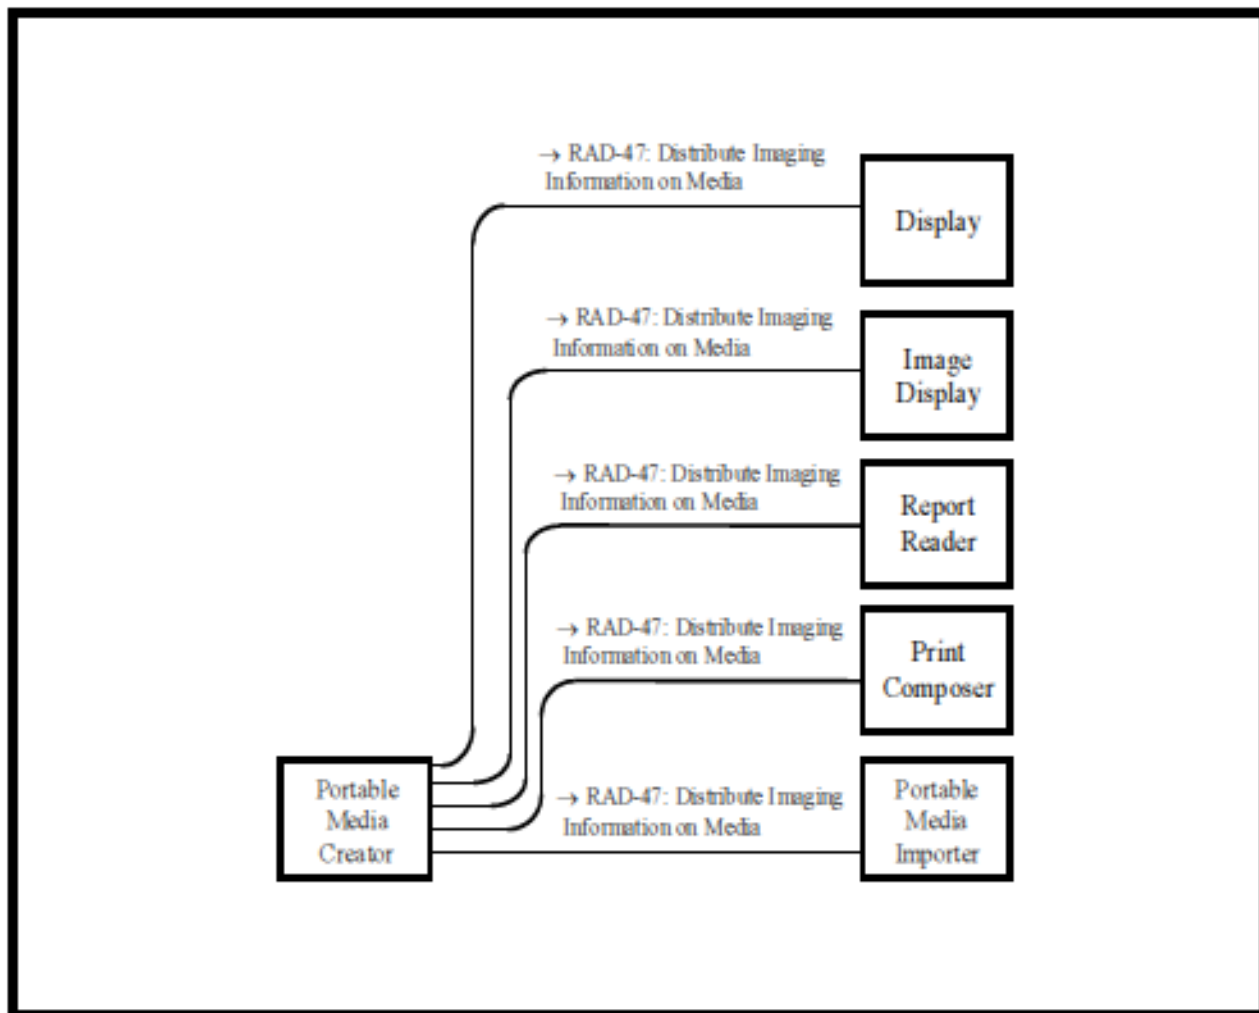 → RAD-47: Distribute Imaging
Information on Media
Display
→ RAD-47: Distribute Imaging
Information on Media
Image
Display
→ RAD-47: Distribute Imaging
Information on Media
Report
Reader
→ RAD-47: Distribute Imaging
Information on Media
Print
Composer
Portable
Media
Creator
→ RAD-47: Distribute Imaging
Information on Media
Portable
Media
Importer